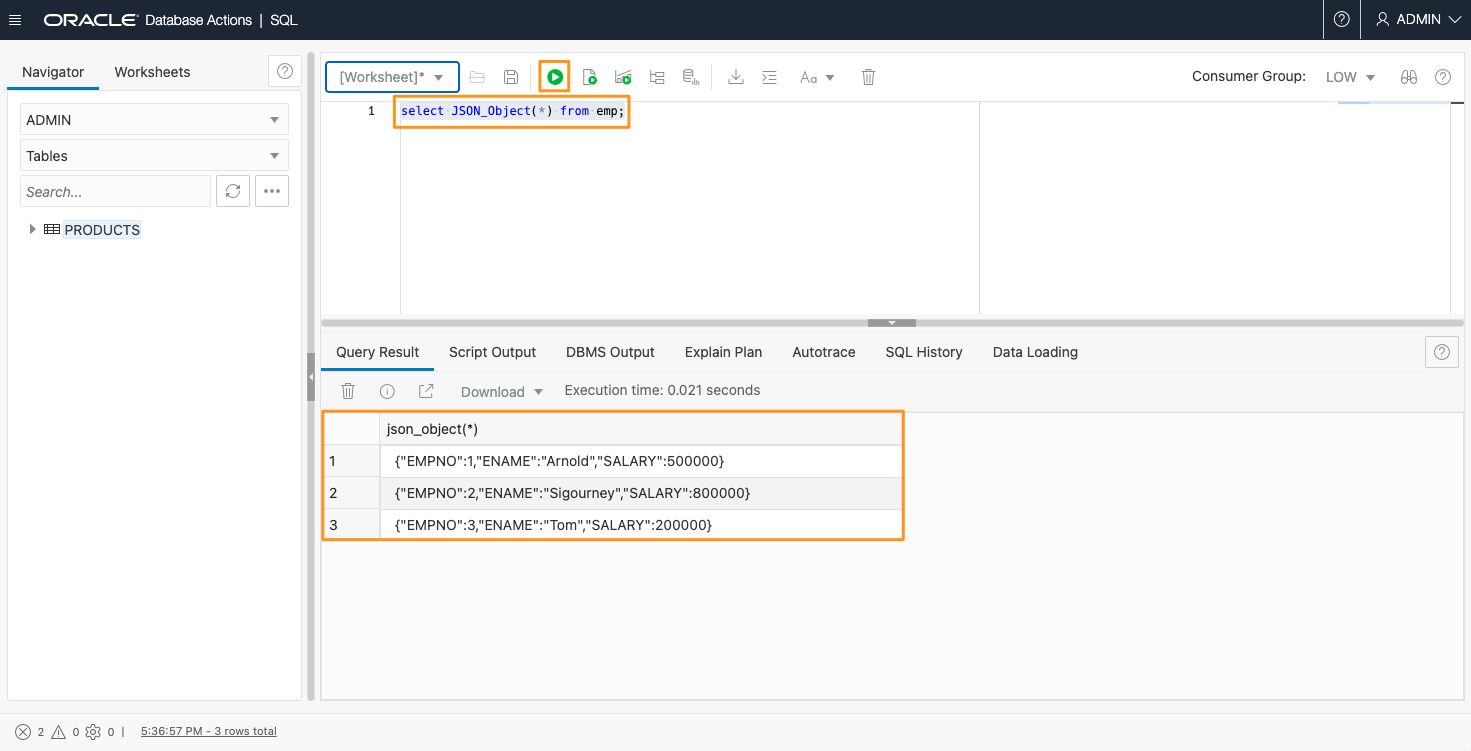 ORACLE Database Actions | SQL
ADMIN
Navigator
Worksheets
ADMIN
Tables
Search...
PRODUCTS
[Worksheet]*
Aa
Consumer Group: LOW
1 select JSON_Object(*) from emp;
Query Result
Script Output
DBMS Output
Explain Plan
Autotrace
SQL History
Data Loading
Download
Execution time: 0.021 seconds
json_object(*)
1 {"EMPNO":1,"ENAME":"Arnold","SALARY":500000}
2 {"EMPNO":2,"ENAME":"Sigourney","SALARY":800000}
3 {"EMPNO":3,"ENAME":"Tom","SALARY":200000}
2 0 0 | 5:36:57 PM - 3 rows total